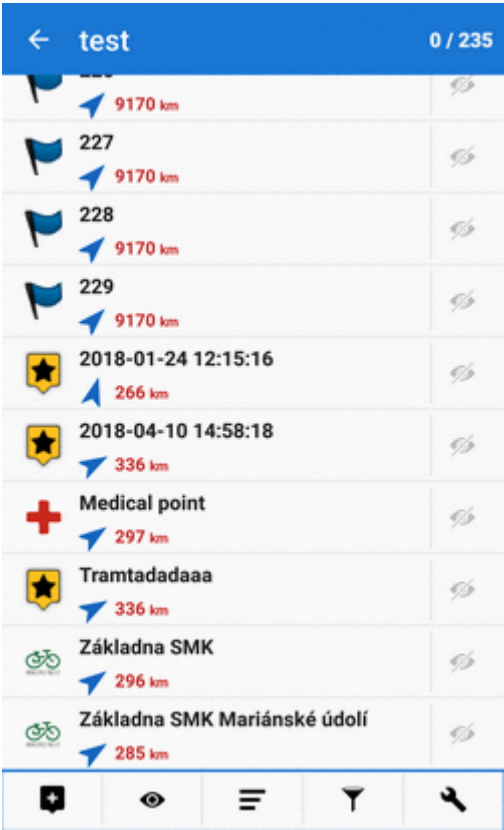 test
0 / 235
9170 km
227
9170 km
228
9170 km
229
9170 km
2018-01-24 12:15:16
266 km
2018-04-10 14:58:18
336 km
Medical point
297 km
Tramtadadaaa
336 km
Základna SMK
296 km
Základna SMK Mariánské údolí
285 km